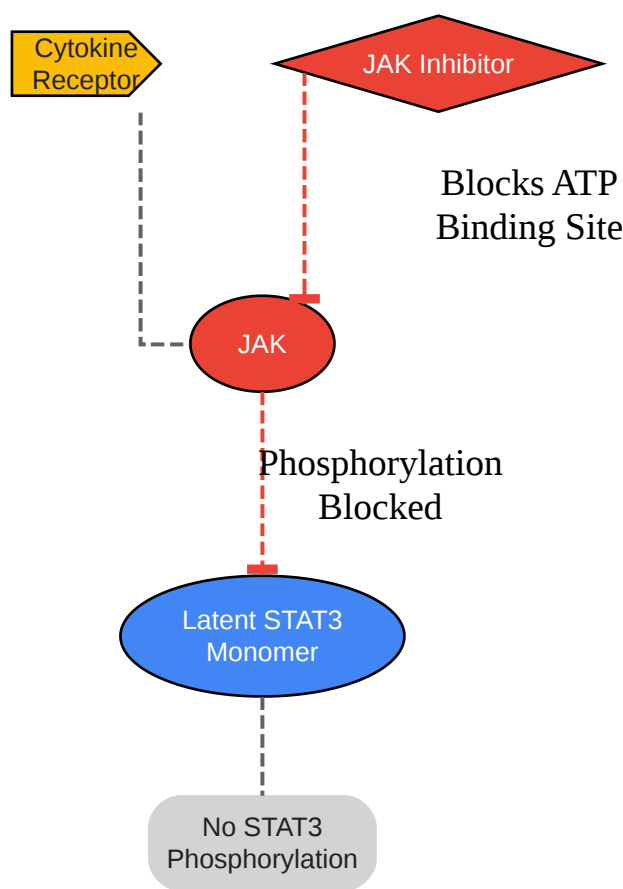 Cytokine
Receptor
JAK Inhibitor
Blocks ATP
Binding Site
JAK
Phosphorylation
Blocked
Latent STAT3
Monomer
No STAT3
Phosphorylation